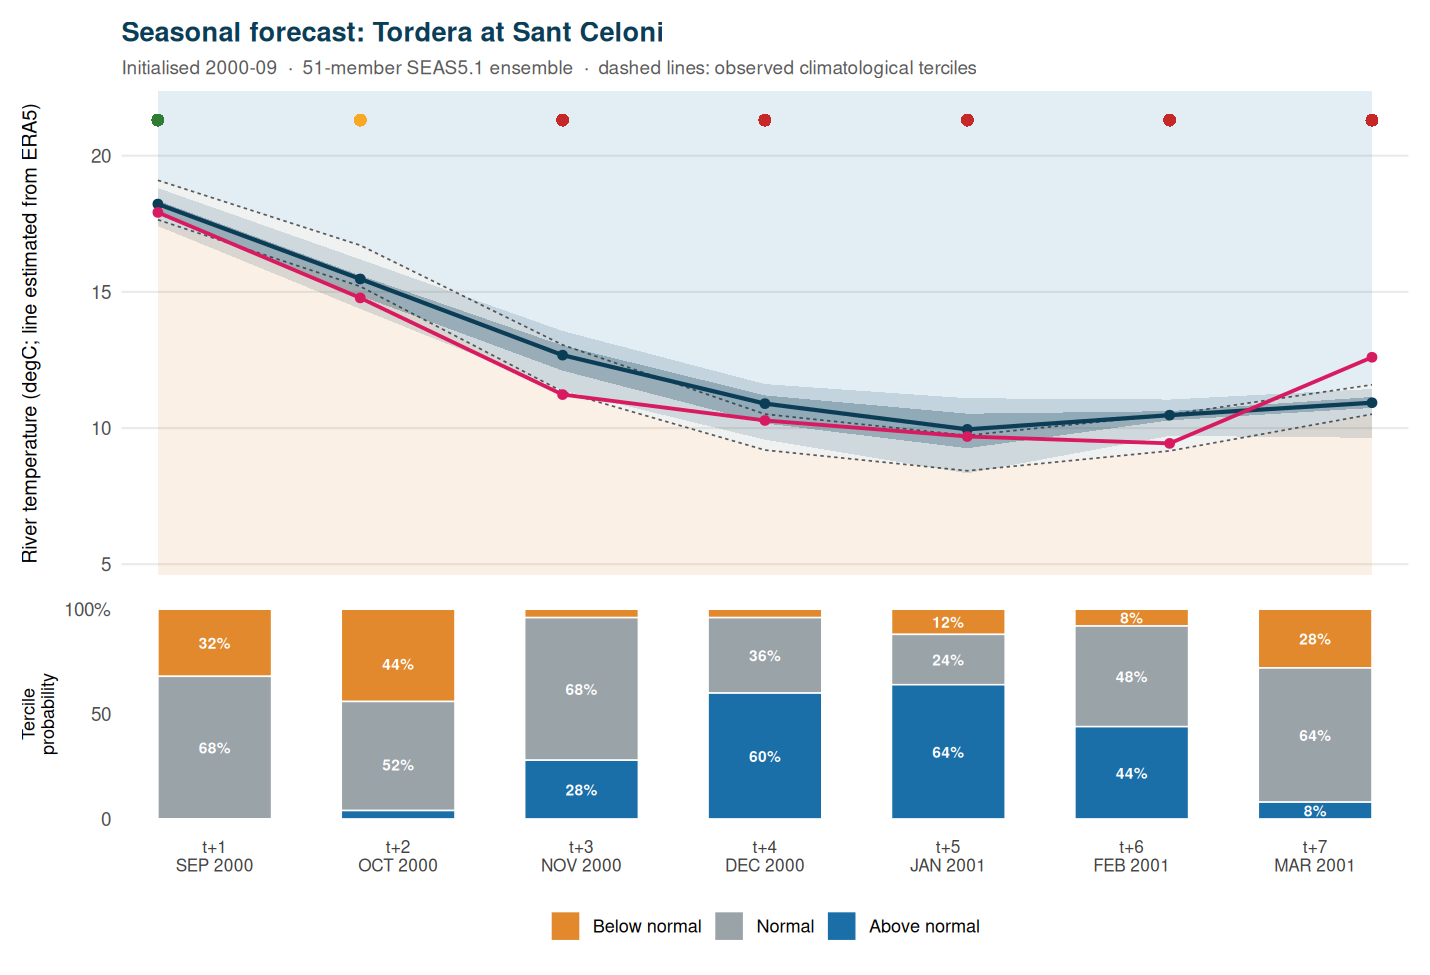 Seasonal forecast: Tordera at Sant Celoni
Initialised 2000-09 · 51-member SEAS5.1 ensemble · dashed lines: observed climatological terciles
River temperature (degC; line estimated from ERA5)
20
15
10
5
Tercile
probability
100%
50
0
32%
68%
44%
52%
68%
28%
36%
60%
12%
24%
64%
8%
48%
44%
28%
64%
8%
t+1
SEP 2000
t+2
OCT 2000
t+3
NOV 2000
t+4
DEC 2000
t+5
JAN 2001
t+6
FEB 2001
t+7
MAR 2001
Below normal
Normal
Above normal